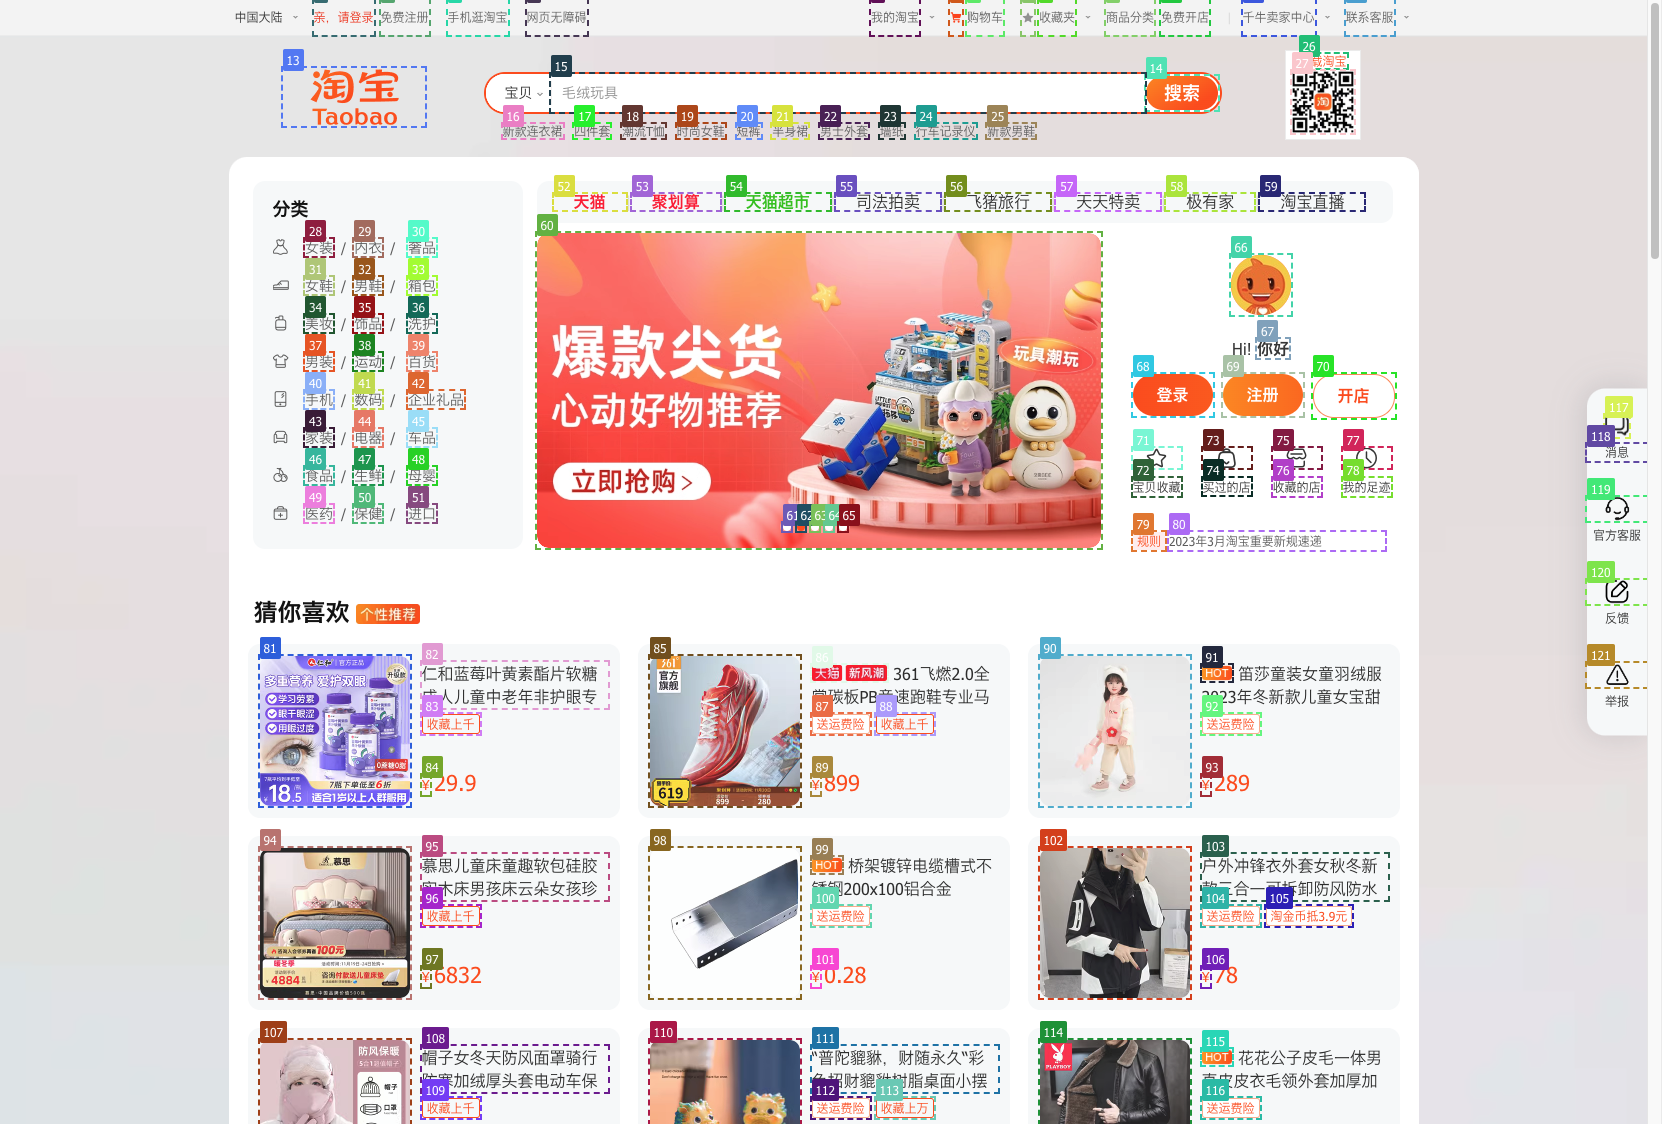 中国大陆
亲，请登录
免费注册
手机逛淘宝
网页无障碍
我的淘宝
购物车
收藏夹
商品分类
免费开店
千牛卖家中心
联系客服
13
淘宝
Taobao
15
宝贝
毛绒玩具
14
搜索
26
27
淘宝
16 17 18 19 20 21 22 23 24 25
新款连衣裙 四件套 潮流T恤 时尚女鞋 短裤 半身裙 男士外套 墙纸 行车记录仪 新款男鞋
分类
28 29 30
女装 / 内衣 / 奢品
31 32 33
女鞋 / 男鞋 / 箱包
34 35 36
美妆 / 饰品 / 洗护
37 38 39
男装 / 运动 / 百货
40 41 42
手机 / 数码 / 企业礼品
43 44 45
家装 / 电器 / 车品
46 47 48
食品 / 生鲜 / 母婴
49 50 51
医药 / 保健 / 进口
52 53 54 55 56 57 58 59
天猫 聚划算 天猫超市 司法拍卖 飞猪旅行 天天特卖 极有家 淘宝直播
60
爆款尖货
心动好物推荐
立即抢购 >
玩具潮玩
61 62 63 64 65
66
67
Hi! 你好
68 69 70
登录 注册 开店
71 73 75 77
72 74 76 78
宝贝收藏 买过的店 收藏的店 我的足迹
79 80
规则 2023年3月淘宝重要新规速递
117
118
消息
119
官方客服
120
反馈
121
举报
猜你喜欢 个性推荐
81
官方正品
多重营养 爱护双眼
学习劳累
眼干眼涩
用眼过度
7瓶下单低至6折
18.5
适合1岁以上人群服用
82
仁和蓝莓叶黄素酯片软糖
成人儿童中老年非护眼专
83
收藏上千
84
¥29.9
85
361°
官方
旗舰
619
899
280
86
天猫 新风潮 361飞燃2.0全
掌碳板PB竞速跑鞋专业马
87 88
送运费险 收藏上千
89
¥899
90
91
HOT 笛莎童装女童羽绒服
2023年冬新款儿童女宝甜
92
送运费险
93
¥289
94
慕思
100元
暖冬季
4884
咨询付款送儿童床垫
95
慕思儿童床童趣软包硅胶
实木床男孩床云朵女孩珍
96
收藏上千
97
¥6832
98
99
HOT 桥架镀锌电缆槽式不
锈钢200x100铝合金
100
送运费险
101
¥0.28
102
103
户外冲锋衣外套女秋冬新
款三合一可拆卸防风防水
104 105
送运费险 淘金币抵3.9元
106
¥78
107
防风保暖
帽子
口罩
108
帽子女冬天防风面罩骑行
防寒加绒厚头套电动车保
109
收藏上千
110
111
“普陀貔貅，财随永久”彩
色招财貔貅树脂桌面小摆
112 113
送运费险 收藏上万
114
PLAYBOY
115
HOT 花花公子皮毛一体男
真皮皮衣毛领外套加厚加
116
送运费险